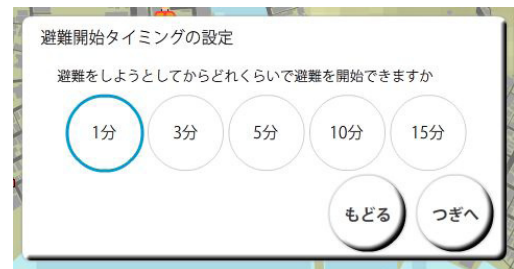 避難開始タイミングの設定
避難をしようとしてからどれくらいで避難を開始できますか
1分 3分 5分 10分 15分
もどる つぎへ